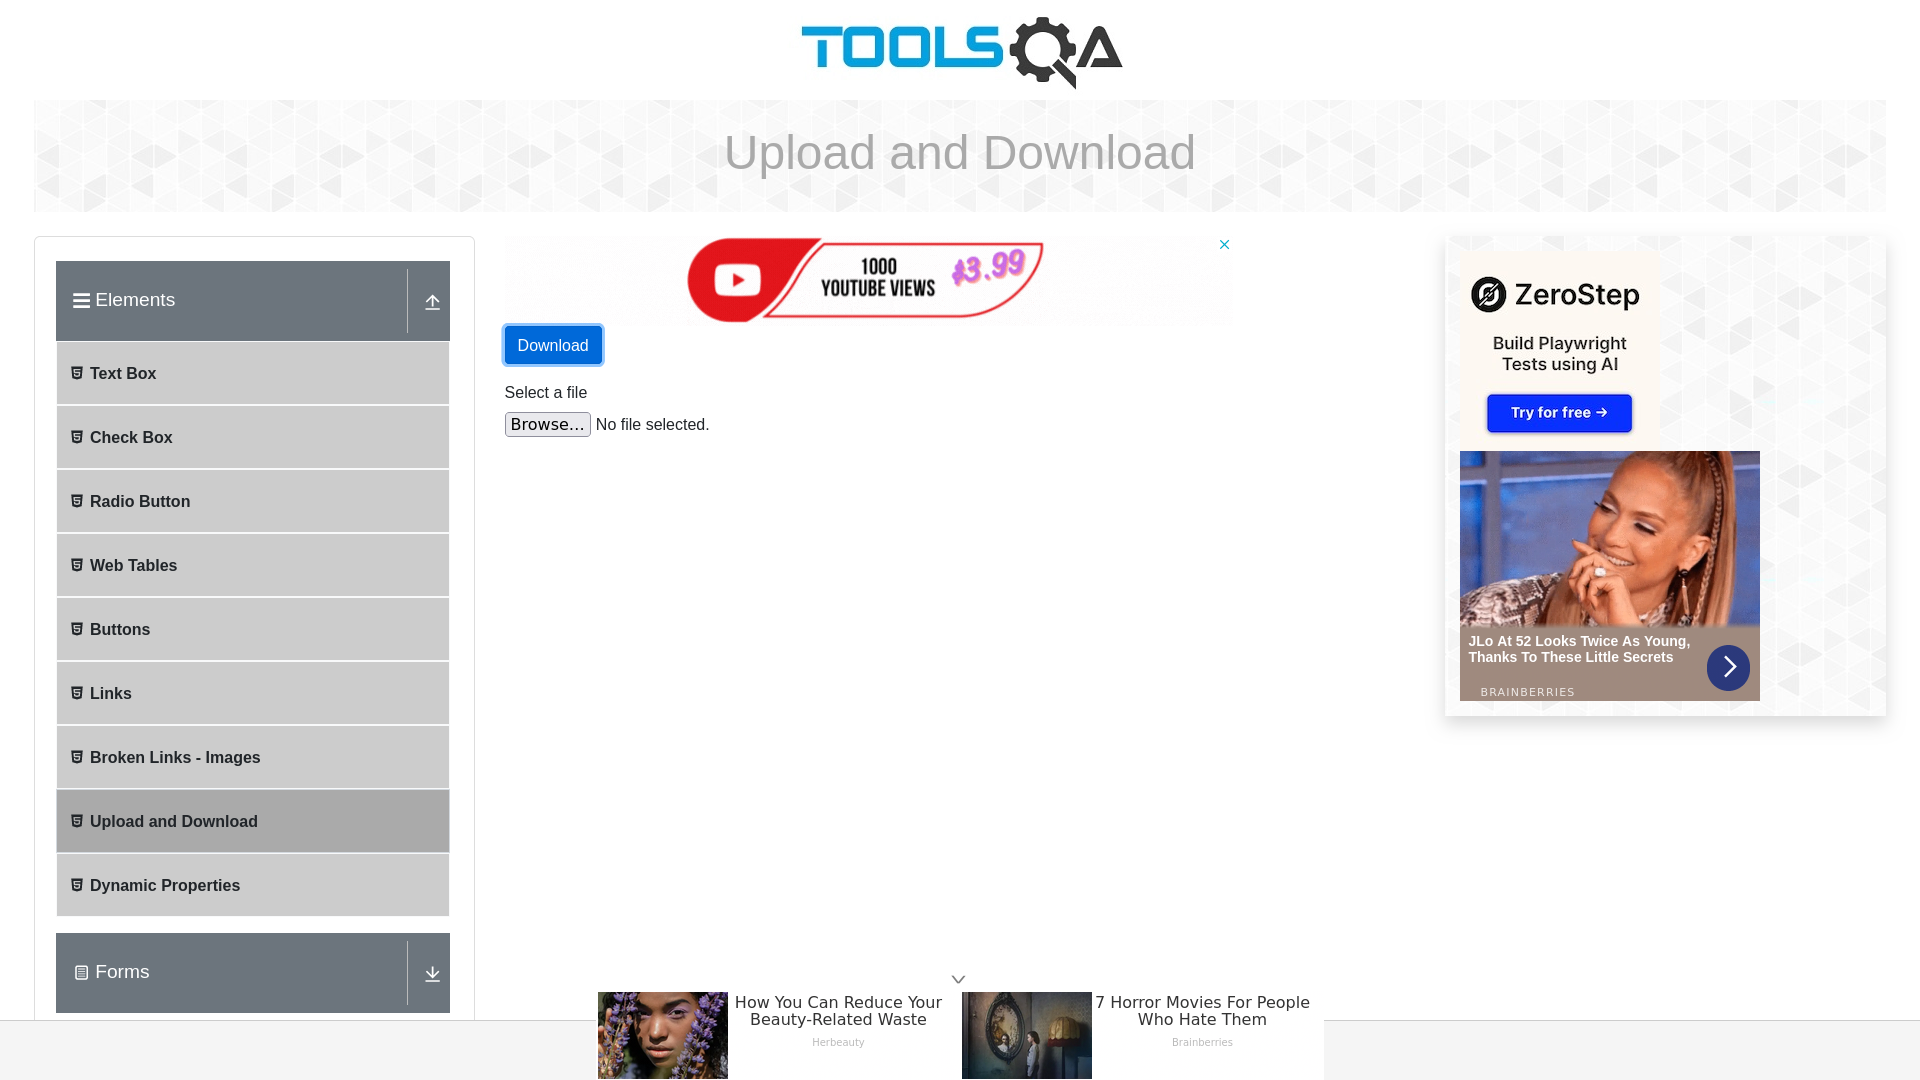 TOOLSQA
Upload and Download
Elements
Text Box
Check Box
Radio Button
Web Tables
Buttons
Links
Broken Links - Images
Upload and Download
Dynamic Properties
Forms
1000
YOUTUBE VIEWS
$3.99
Download
Select a file
Browse...
No file selected.
ZeroStep
Build Playwright
Tests using AI
Try for free →
JLo At 52 Looks Twice As Young,
Thanks To These Little Secrets
BRAINBERRIES
How You Can Reduce Your
Beauty-Related Waste
Herbeauty
7 Horror Movies For People
Who Hate Them
Brainberries